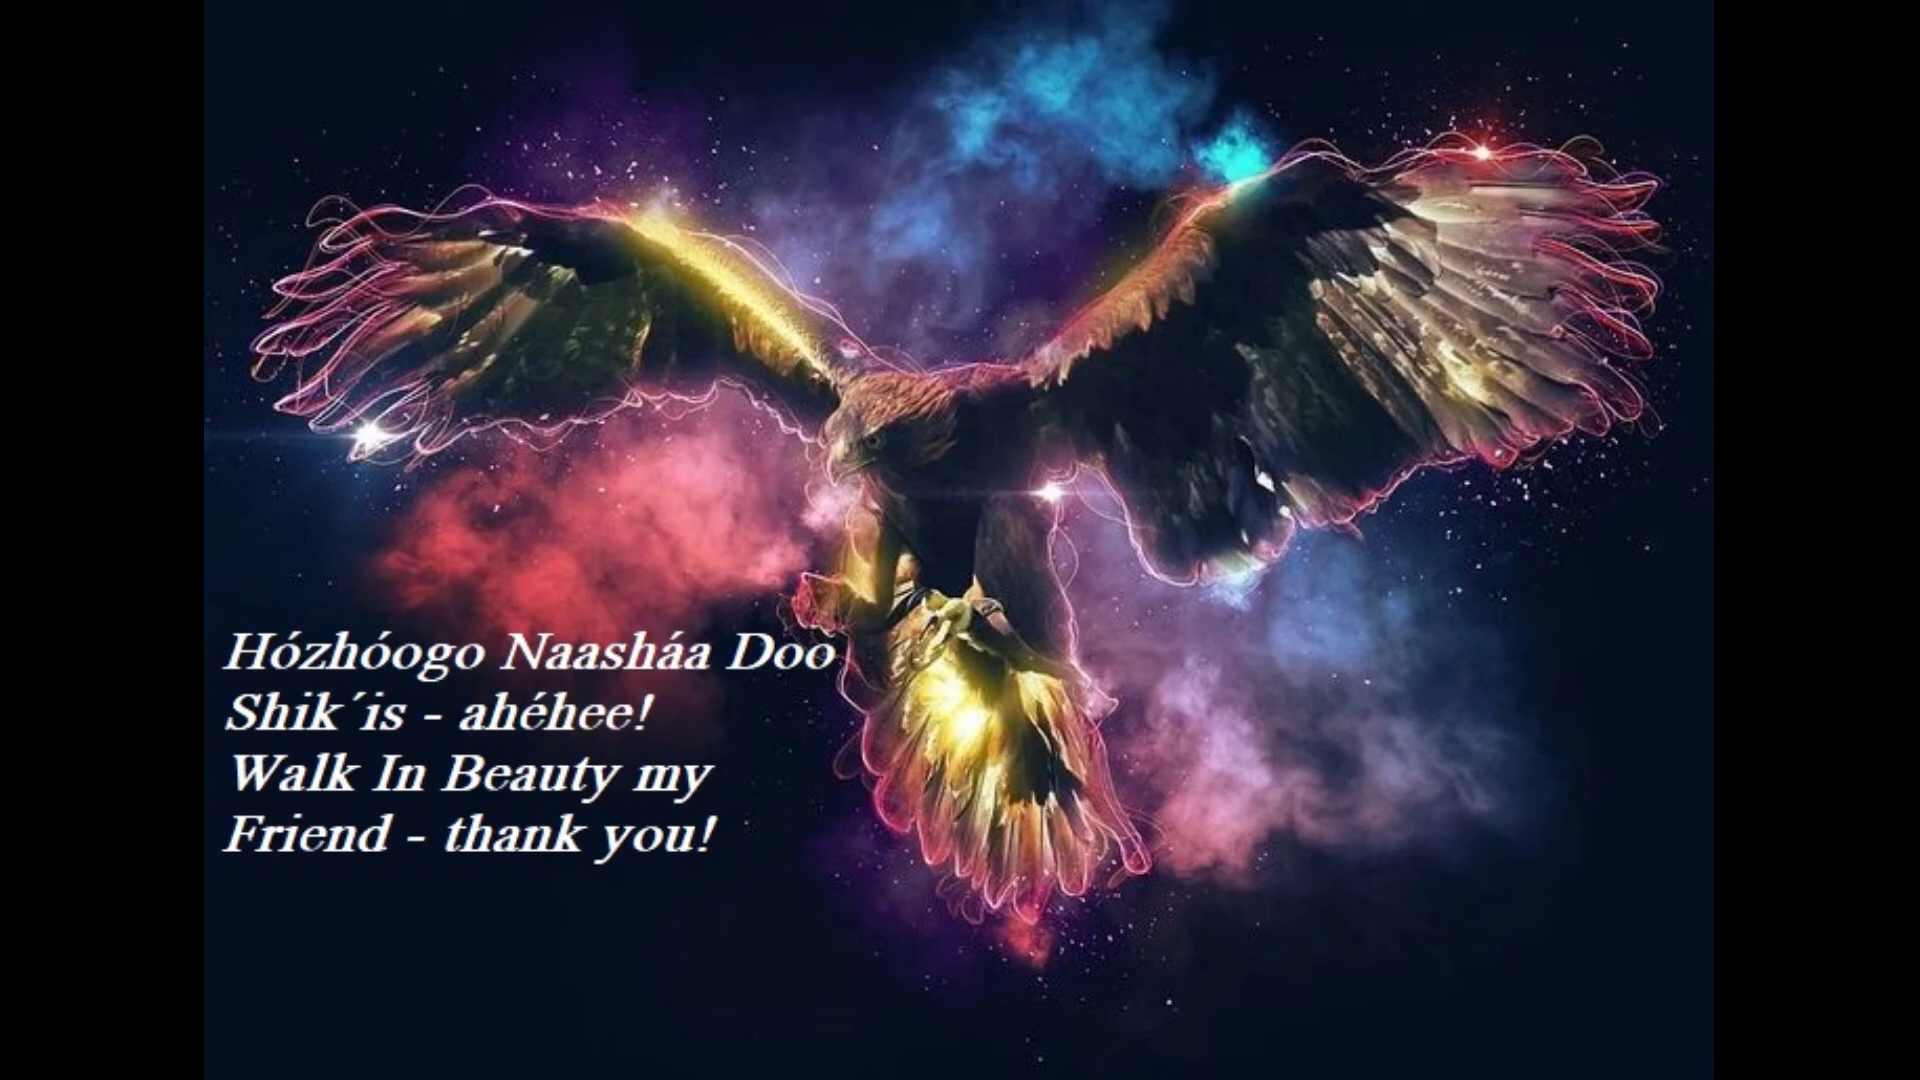 Hózhóogo Naasháa Doo
Shik´is - ahéhee!
Walk In Beauty my
Friend - thank you!